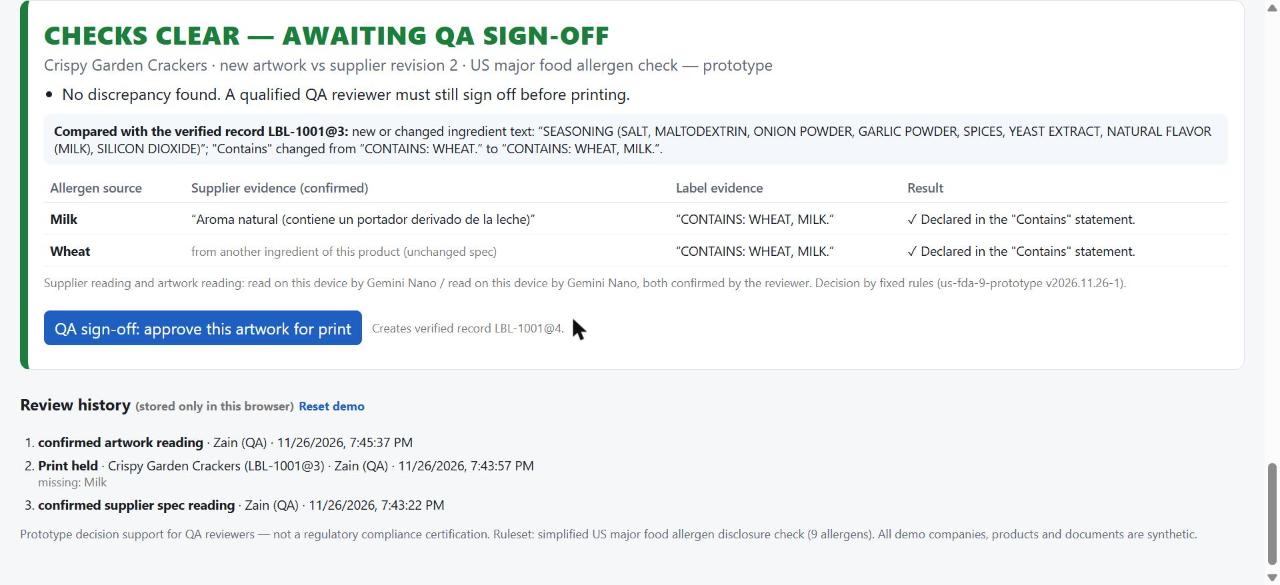 CHECKS CLEAR — AWAITING QA SIGN-OFF
Crispy Garden Crackers · new artwork vs supplier revision 2 · US major food allergen check — prototype
• No discrepancy found. A qualified QA reviewer must still sign off before printing.
Compared with the verified record LBL-1001@3: new or changed ingredient text: “SEASONING (SALT, MALTODEXTRIN, ONION POWDER, GARLIC POWDER, SPICES, YEAST EXTRACT, NATURAL FLAVOR
(MILK), SILICON DIOXIDE)”; "Contains" changed from “CONTAINS: WHEAT.” to “CONTAINS: WHEAT, MILK.”.
Allergen source Supplier evidence (confirmed) Label evidence Result
Milk “Aroma natural (contiene un portador derivado de la leche)” “CONTAINS: WHEAT, MILK.” ✓ Declared in the "Contains" statement.
Wheat from another ingredient of this product (unchanged spec) “CONTAINS: WHEAT, MILK.” ✓ Declared in the "Contains" statement.
Supplier reading and artwork reading: read on this device by Gemini Nano / read on this device by Gemini Nano, both confirmed by the reviewer. Decision by fixed rules (us-fda-9-prototype v2026.11.26-1).
QA sign-off: approve this artwork for print Creates verified record LBL-1001@4.
Review history (stored only in this browser) Reset demo
1. confirmed artwork reading · Zain (QA) · 11/26/2026, 7:45:37 PM
2. Print held · Crispy Garden Crackers (LBL-1001@3) · Zain (QA) · 11/26/2026, 7:43:57 PM
missing: Milk
3. confirmed supplier spec reading · Zain (QA) · 11/26/2026, 7:43:22 PM
Prototype decision support for QA reviewers — not a regulatory compliance certification. Ruleset: simplified US major food allergen disclosure check (9 allergens). All demo companies, products and documents are synthetic.